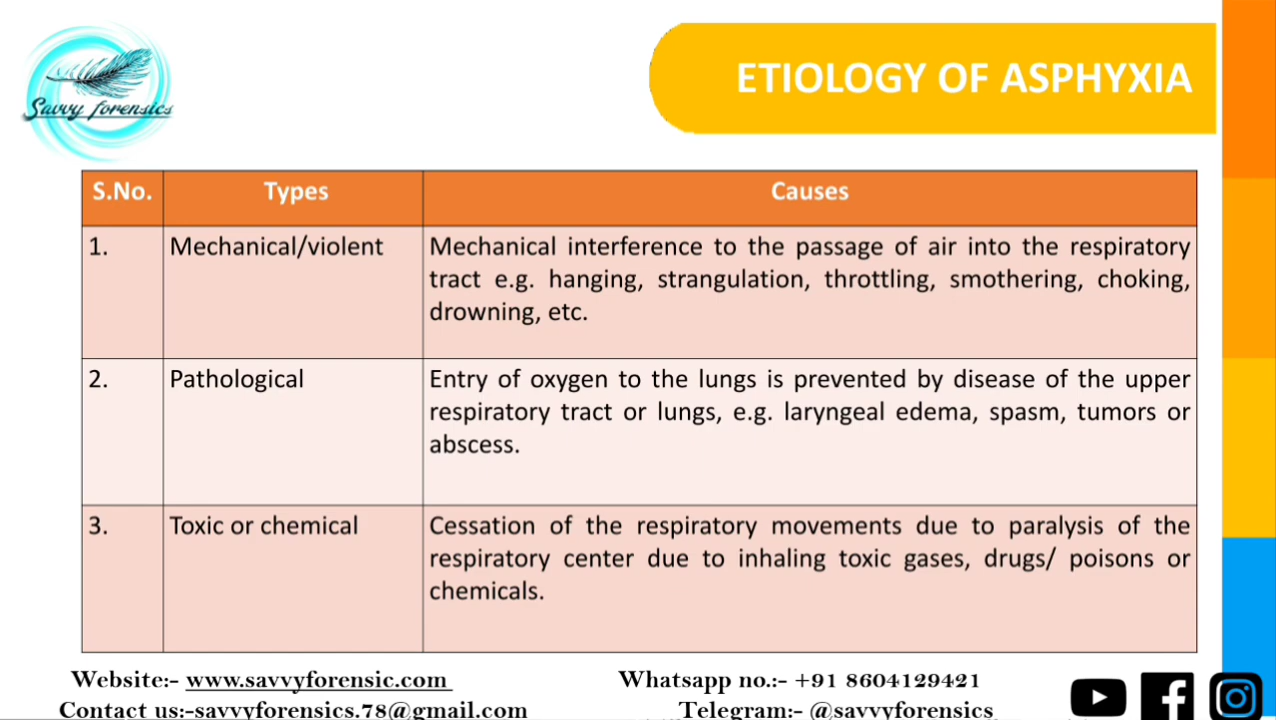 Savvy forensics
ETIOLOGY OF ASPHYXIA
S.No. Types Causes
1. Mechanical/violent Mechanical interference to the passage of air into the respiratory
tract e.g. hanging, strangulation, throttling, smothering, choking,
drowning, etc.
2. Pathological Entry of oxygen to the lungs is prevented by disease of the upper
respiratory tract or lungs, e.g. laryngeal edema, spasm, tumors or
abscess.
3. Toxic or chemical Cessation of the respiratory movements due to paralysis of the
respiratory center due to inhaling toxic gases, drugs/ poisons or
chemicals.
Website:- www.savvyforensic.com Whatsapp no.:- +91 8604129421
Contact us:-savvyforensics.78@gmail.com Telegram:- @savvyforensics